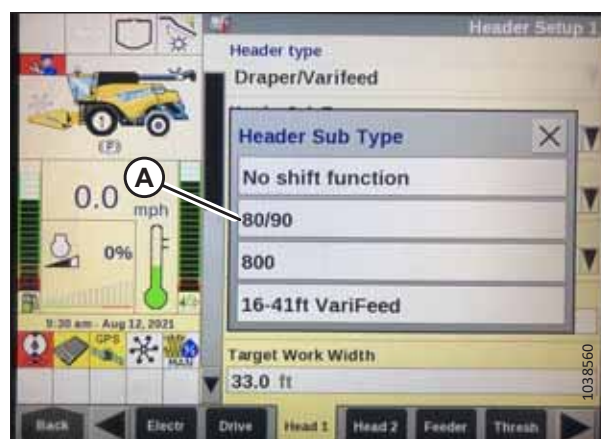 Header Setup 1
Header type
Draper/Varifeed
Header Sub Type
No shift function
80/90
800
16-41ft VariFeed
Target Work Width
33.0 ft
A
1
(P)
0.0 mph
0%
9:30 am Aug 12, 2021
GPS
MAN
Back
Electr
Drive
Head 1
Head 2
Feeder
Thresh
1038560